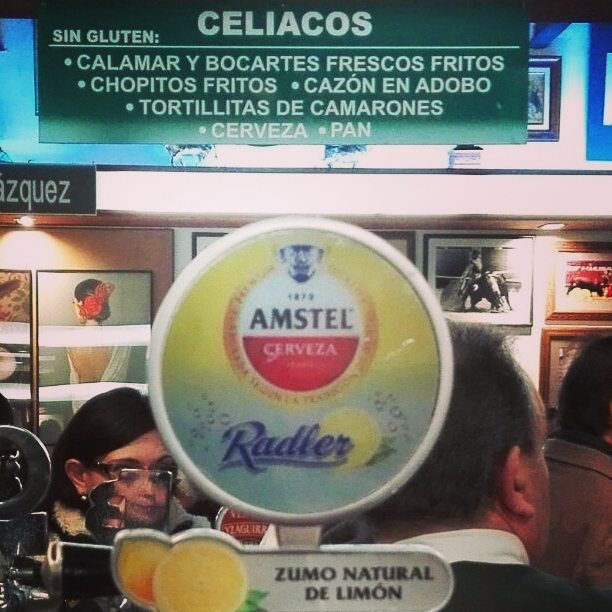 CELIACOS
SIN GLUTEN:
• CALAMAR Y BOCARTES FRESCOS FRITOS
• CHOPITOS FRITOS • CAZÓN EN ADOBO
• TORTILLITAS DE CAMARONES
• CERVEZA • PAN
ázquez
1870
AMSTEL
CERVEZA
Radler
YZAGUIRR
ZUMO NATURAL
DE LIMÓN